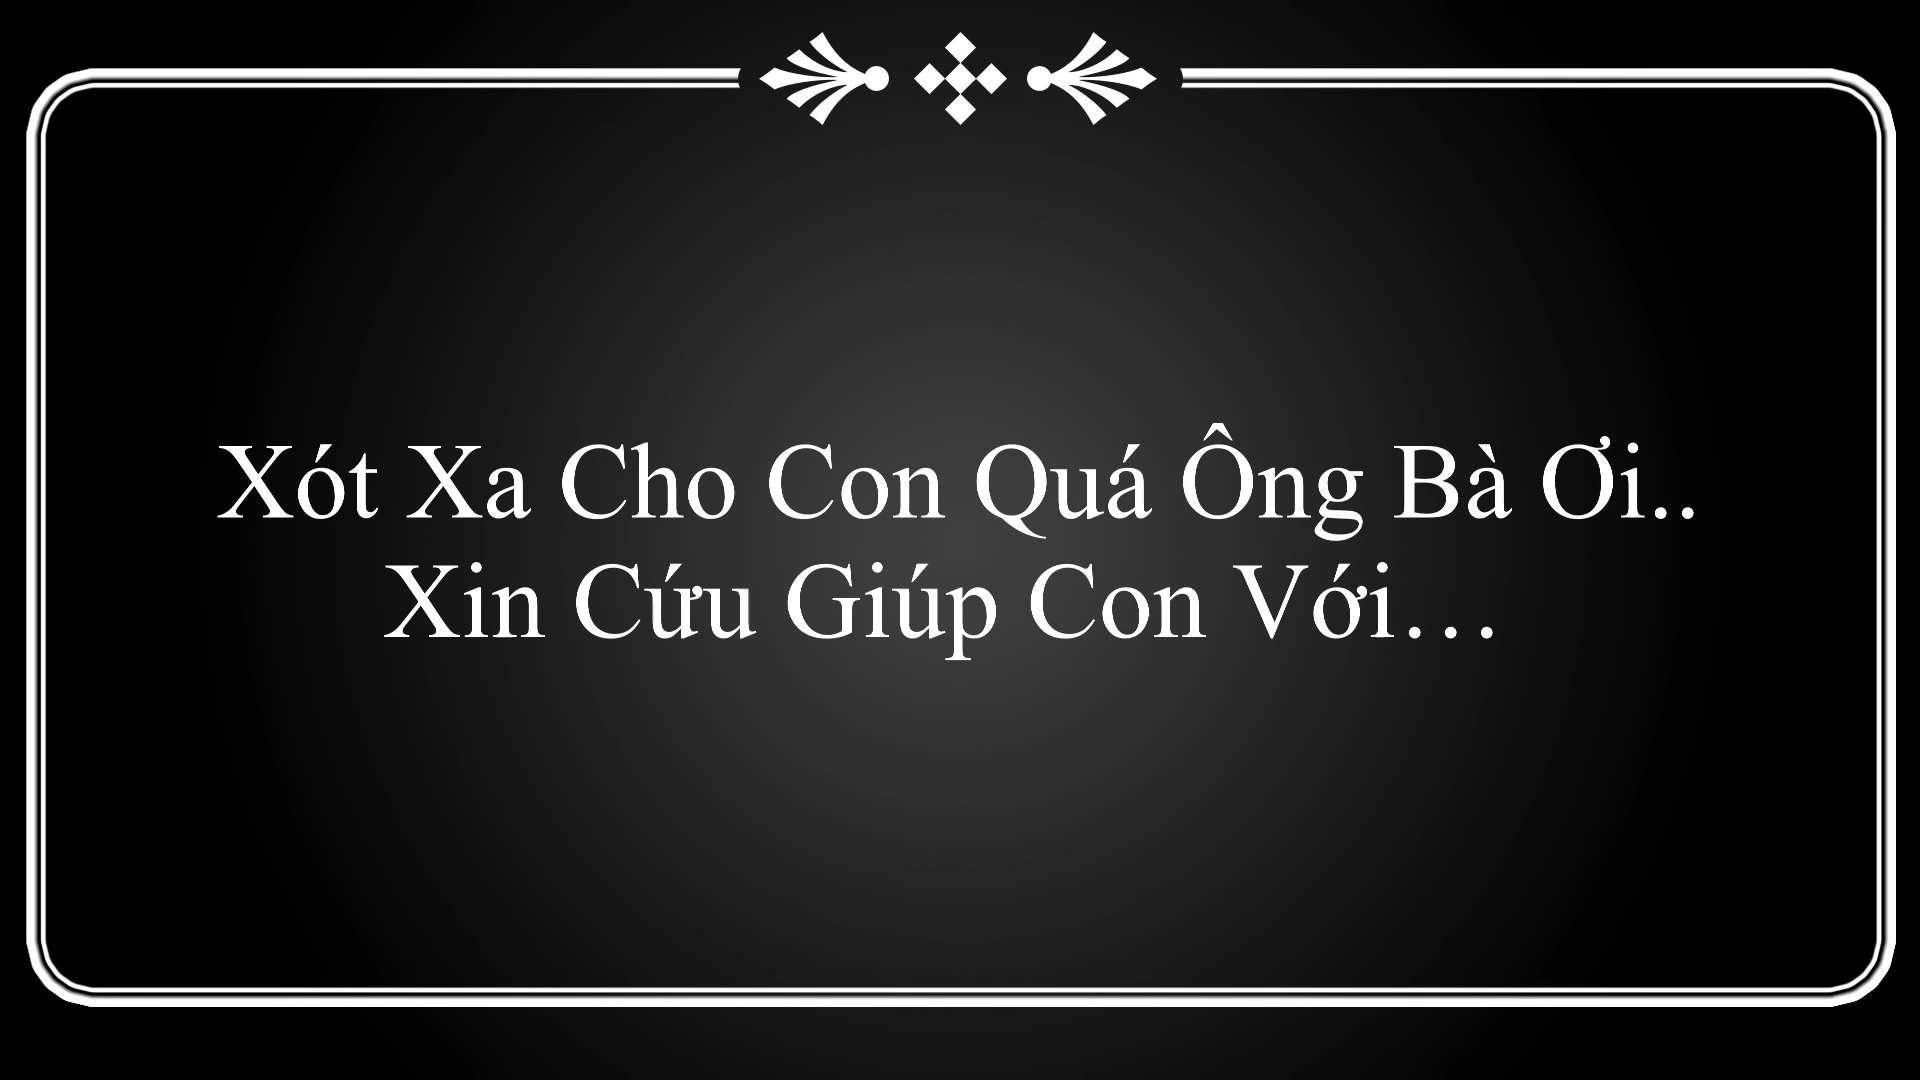 Xót Xa Cho Con Quá Ông Bà Ơi..
Xin Cứu Giúp Con Với…